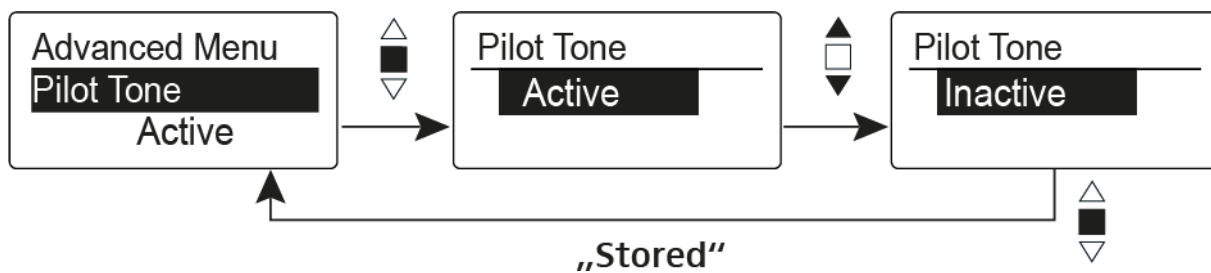 Advanced Menu
Pilot Tone
Active
Pilot Tone
Active
Pilot Tone
Inactive
„Stored“